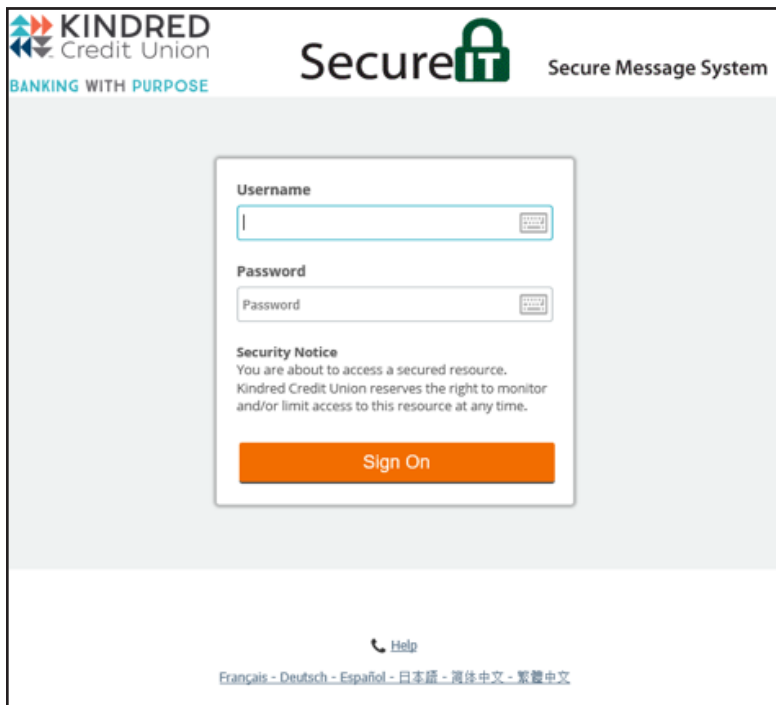 KINDRED
Credit Union
BANKING WITH PURPOSE
Secure IT
Secure Message System
Username
Password
Password
Security Notice
You are about to access a secured resource.
Kindred Credit Union reserves the right to monitor
and/or limit access to this resource at any time.
Sign On
Help
Français - Deutsch - Español - 日本語 - 简体中文 - 繁體中文